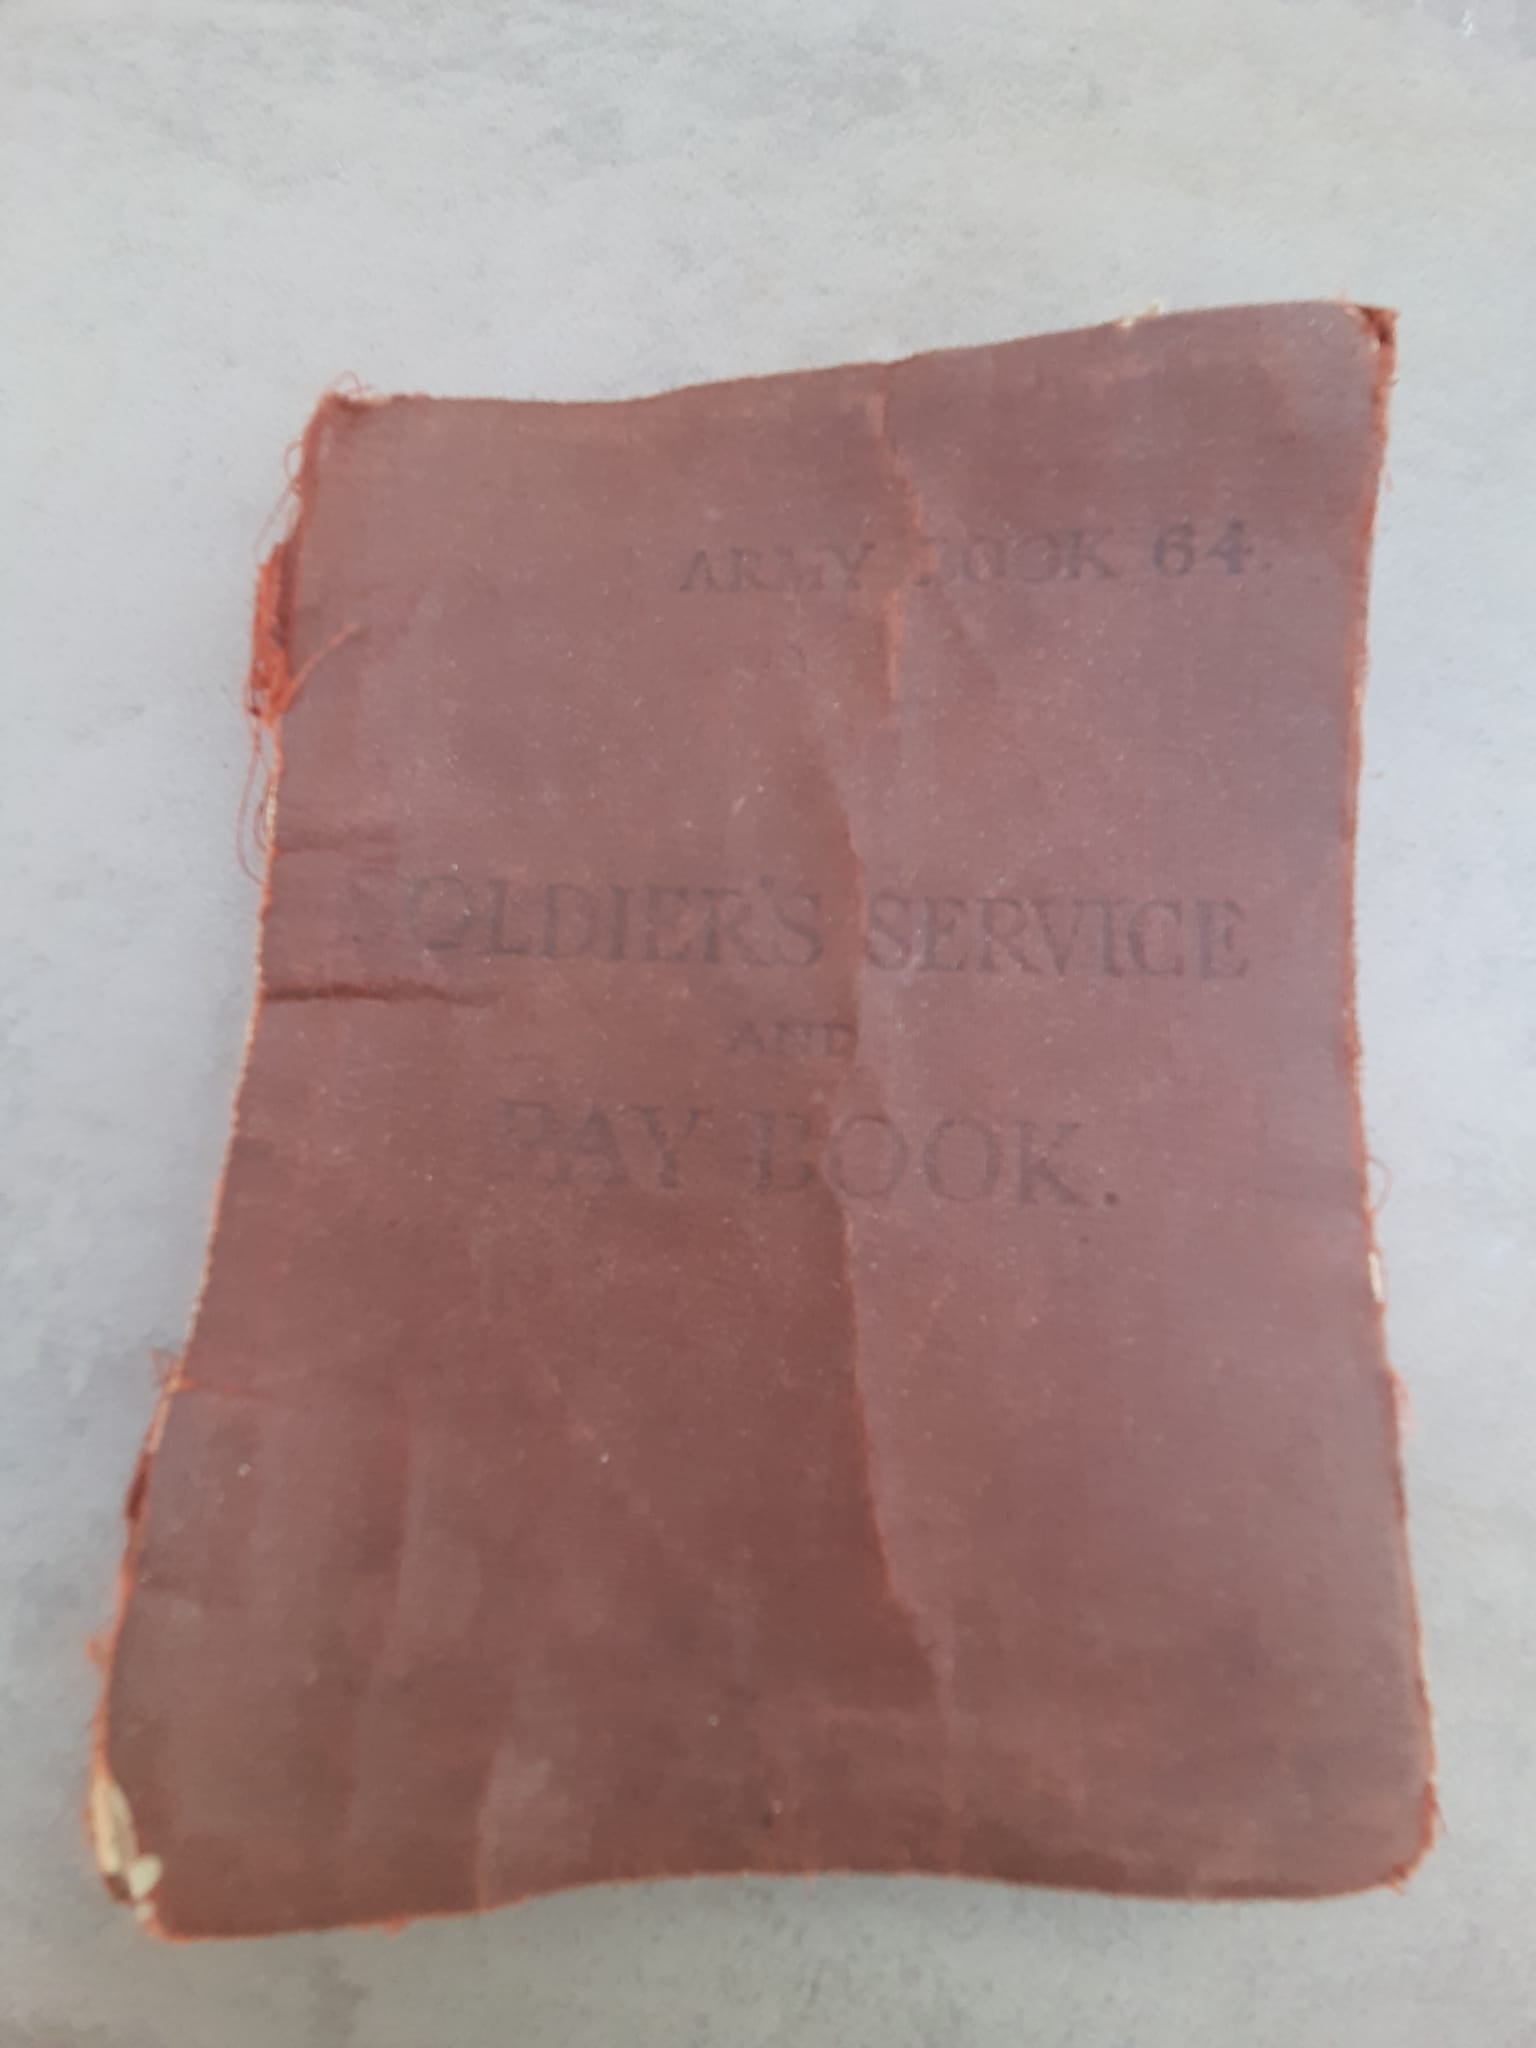 ARMY BOOK 64.
SOLDIER'S SERVICE
AND
PAY BOOK.